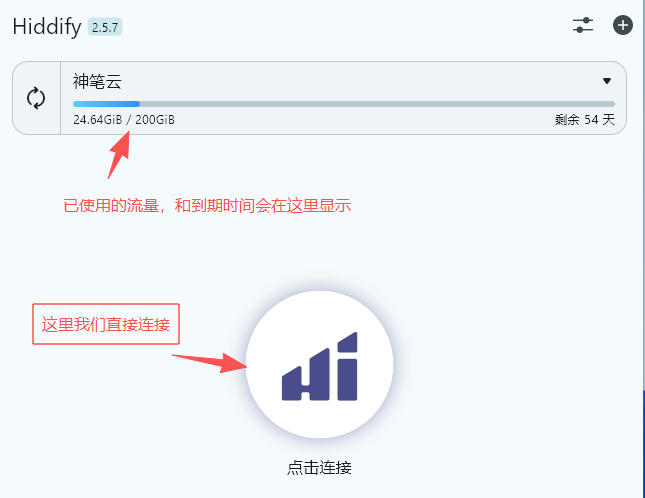 Hiddify 2.5.7
神笔云
24.64GiB / 200GiB 剩余 54 天
已使用的流量，和到期时间会在这里显示
这里我们直接连接
Hi
点击连接